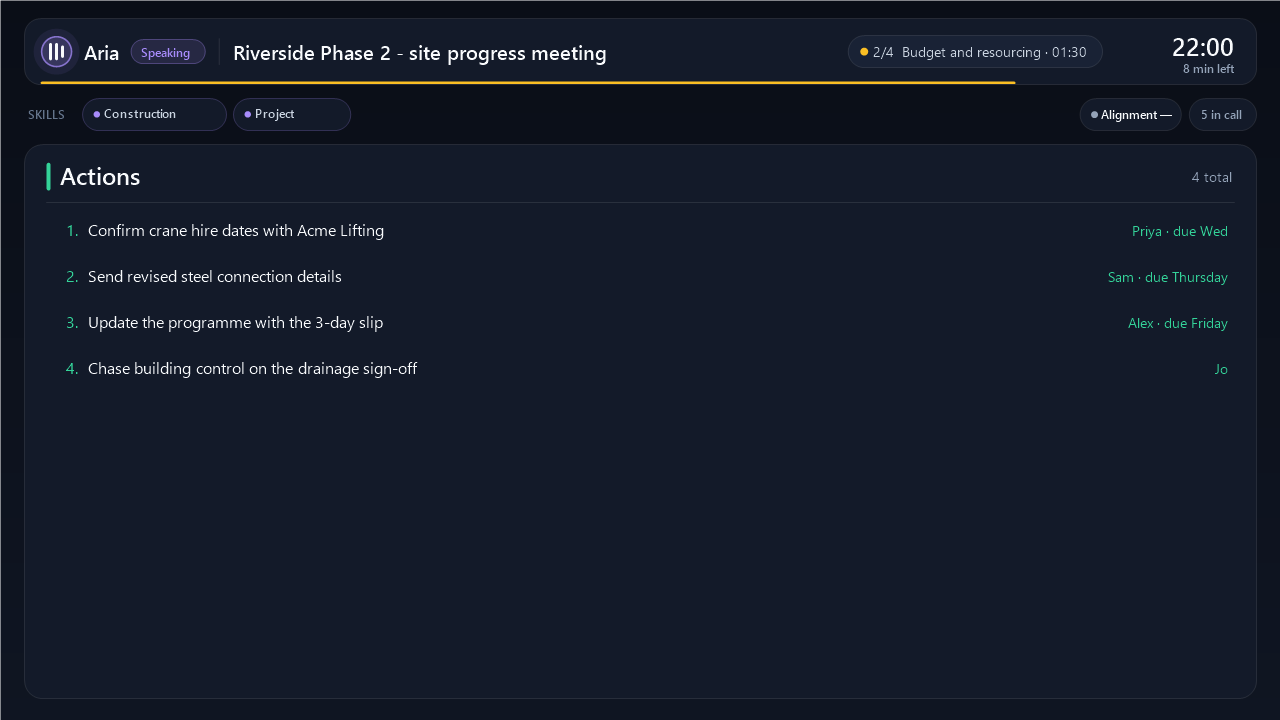 Aria Speaking Riverside Phase 2 - site progress meeting 2/4 Budget and resourcing · 01:30 22:00
8 min left
SKILLS Construction Project Alignment — 5 in call
Actions 4 total
1. Confirm crane hire dates with Acme Lifting Priya · due Wed
2. Send revised steel connection details Sam · due Thursday
3. Update the programme with the 3-day slip Alex · due Friday
4. Chase building control on the drainage sign-off Jo